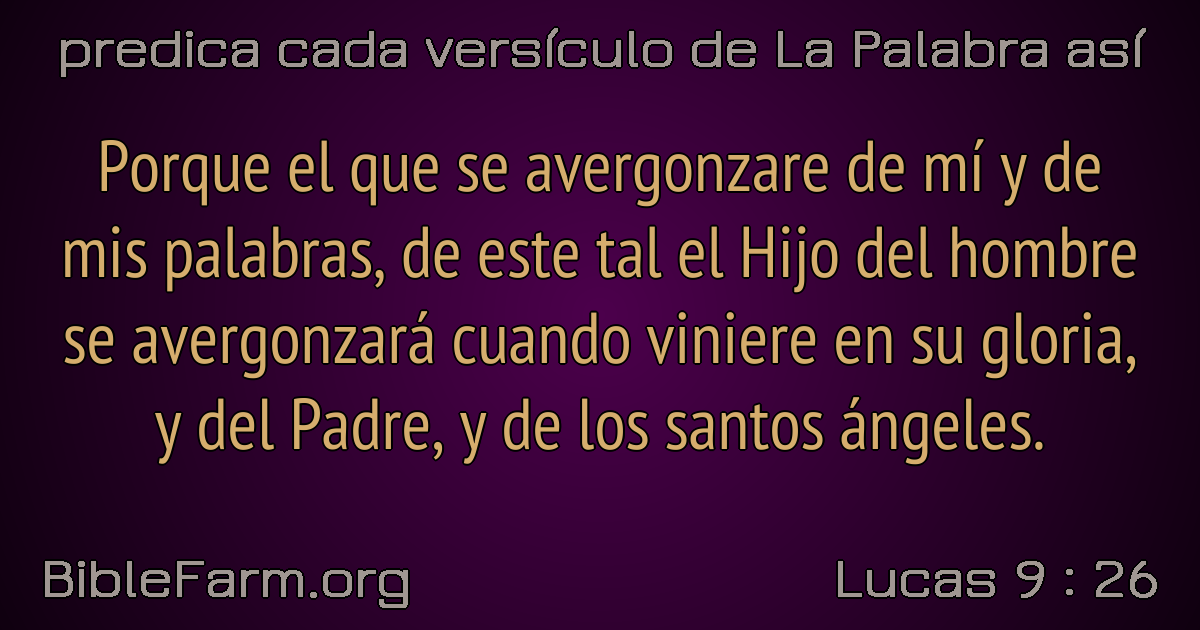 predica cada versículo de La Palabra así
Porque el que se avergonzare de mí y de
mis palabras, de este tal el Hijo del hombre
se avergonzará cuando viniere en su gloria,
y del Padre, y de los santos ángeles.
BibleFarm.org
Lucas 9 : 26